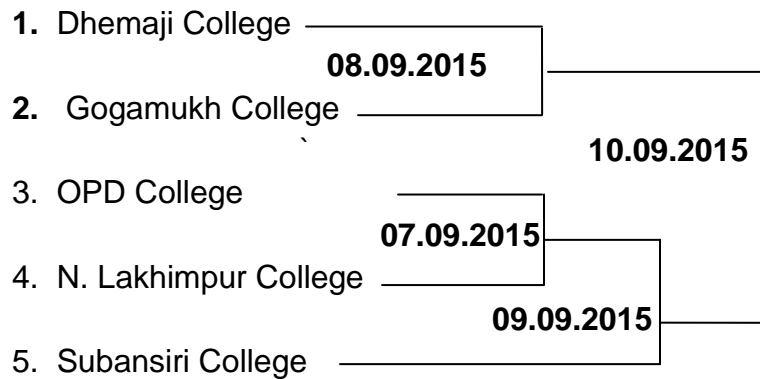 1. Dhemaji College
08.09.2015
2. Gogamukh College
`
10.09.2015
3. OPD College
07.09.2015
4. N. Lakhimpur College
09.09.2015
5. Subansiri College